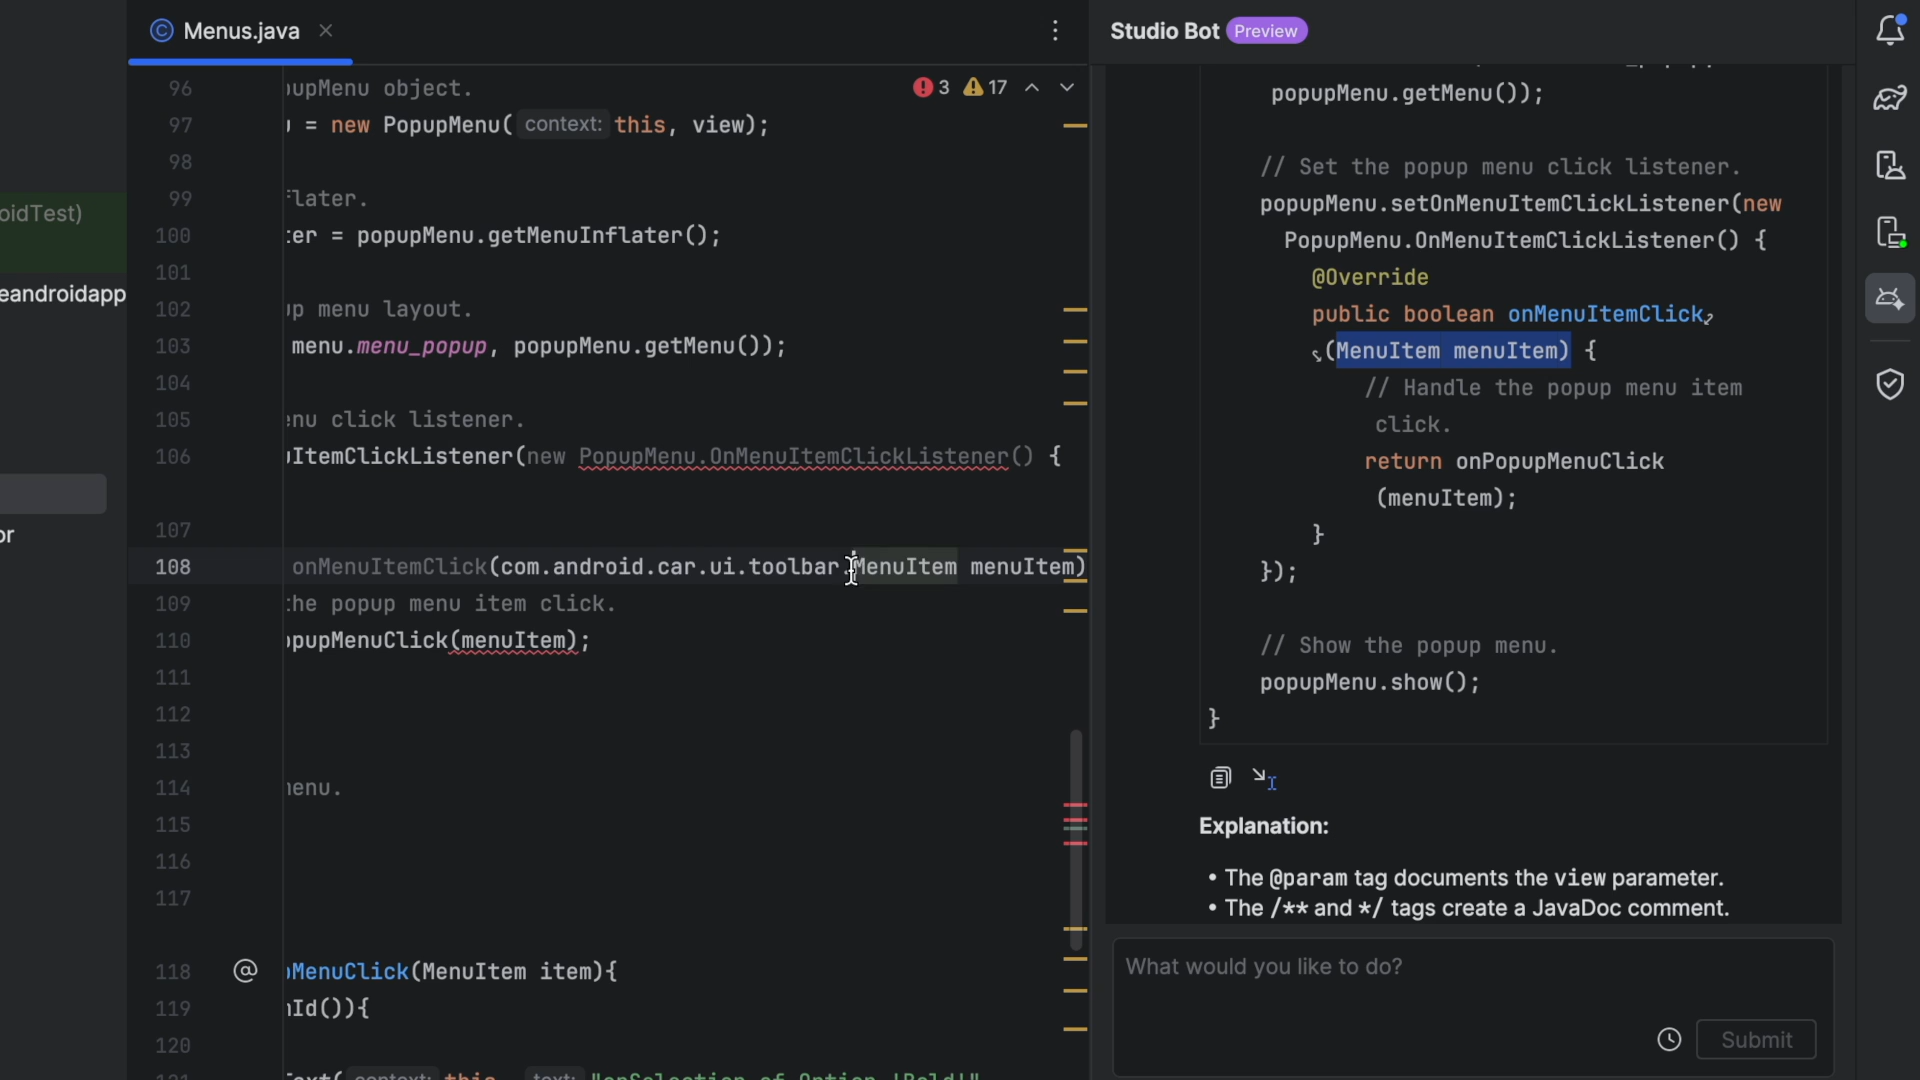 Menus.java
Studio Bot Preview
oidTest)
eandroidapp
or
3 17
96 upMenu object.
97 = new PopupMenu( context: this, view);
98
99 flater.
100 er = popupMenu.getMenuInflater();
101
102 up menu layout.
103 menu.menu_popup, popupMenu.getMenu());
104
105 enu click listener.
106 ItemClickListener(new PopupMenu.OnMenuItemClickListener() {
107
108 onMenuItemClick(com.android.car.ui.toolbar.MenuItem menuItem)
109 the popup menu item click.
110 pupMenuClick(menuItem);
111
112
113
114 menu.
115
116
117
118 MenuClick(MenuItem item){
119 Id()){
120
popupMenu.getMenu());
// Set the popup menu click listener.
popupMenu.setOnMenuItemClickListener(new
PopupMenu.OnMenuItemClickListener() {
@Override
public boolean onMenuItemClick
(MenuItem menuItem) {
// Handle the popup menu item
click.
return onPopupMenuClick
(menuItem);
}
});
// Show the popup menu.
popupMenu.show();
}
Explanation:
• The @param tag documents the view parameter.
• The /** and */ tags create a JavaDoc comment.
What would you like to do?
Submit